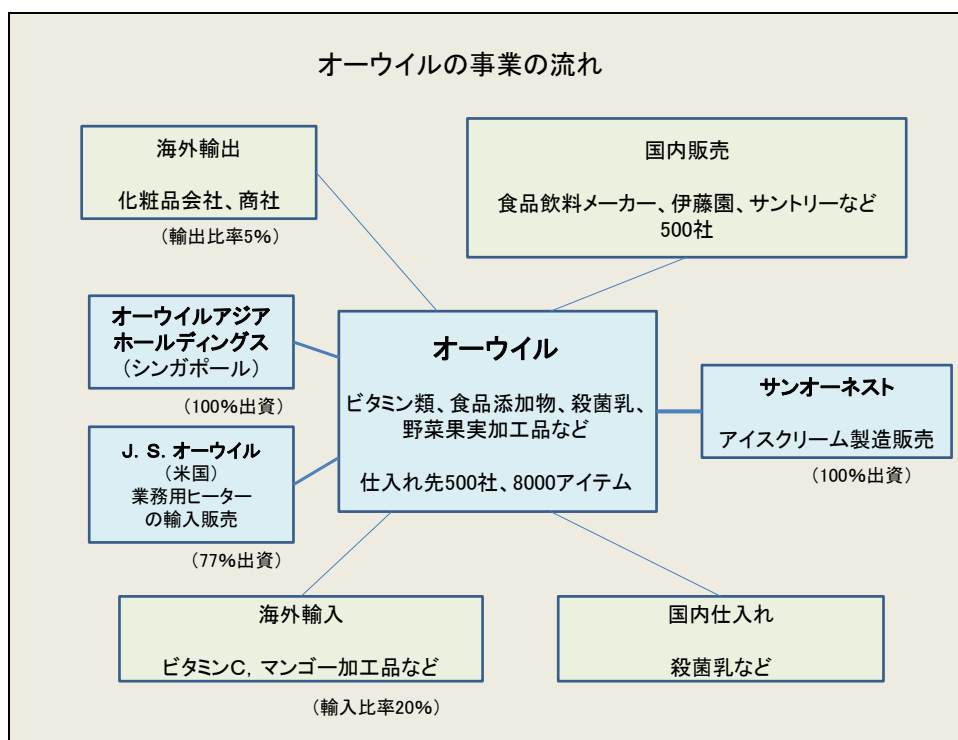 オーウイルの事業の流れ
海外輸出
化粧品会社、商社
（輸出比率5％）
国内販売
食品飲料メーカー、伊藤園、サントリーなど
500社
オーウイルアジア
ホールディングス
（シンガポール）
（100％出資）
J．S．オーウイル
（米国）
業務用ヒーター
の輸入販売
（77％出資）
オーウイル
ビタミン類、食品添加物、殺菌乳、
野菜果実加工品など
仕入れ先500社、8000アイテム
サンオーネスト
アイスクリーム製造販売
（100％出資）
海外輸入
ビタミンC，マンゴー加工品など
（輸入比率20％）
国内仕入れ
殺菌乳など